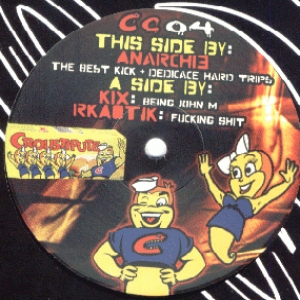 CC04
THIS SIDE BY:
ANARCHI3
THE BEST KICK + DEDICACE HARD TRIPS
A SIDE BY:
KIX: BEING JOHN M
RKAOTIK: FUCKING SHIT
CROUSTIPUTE
C